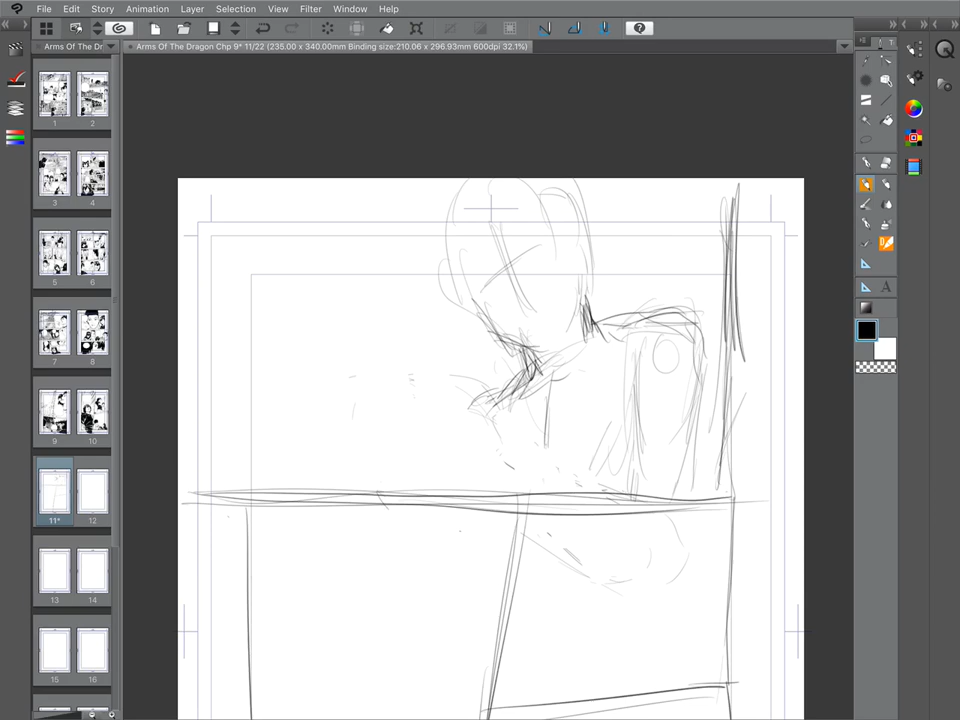 File Edit Story Animation Layer Selection View Filter Window Help
Arms Of The Dr
Arms Of The Dragon Chp 9* 11/22 (235.00 x 340.00mm Binding size:210.06 x 296.93mm 600dpi 32.1%)
T
1 2
3 4
5 6
7 8
9 10
11* 12
13 14
15 16
A